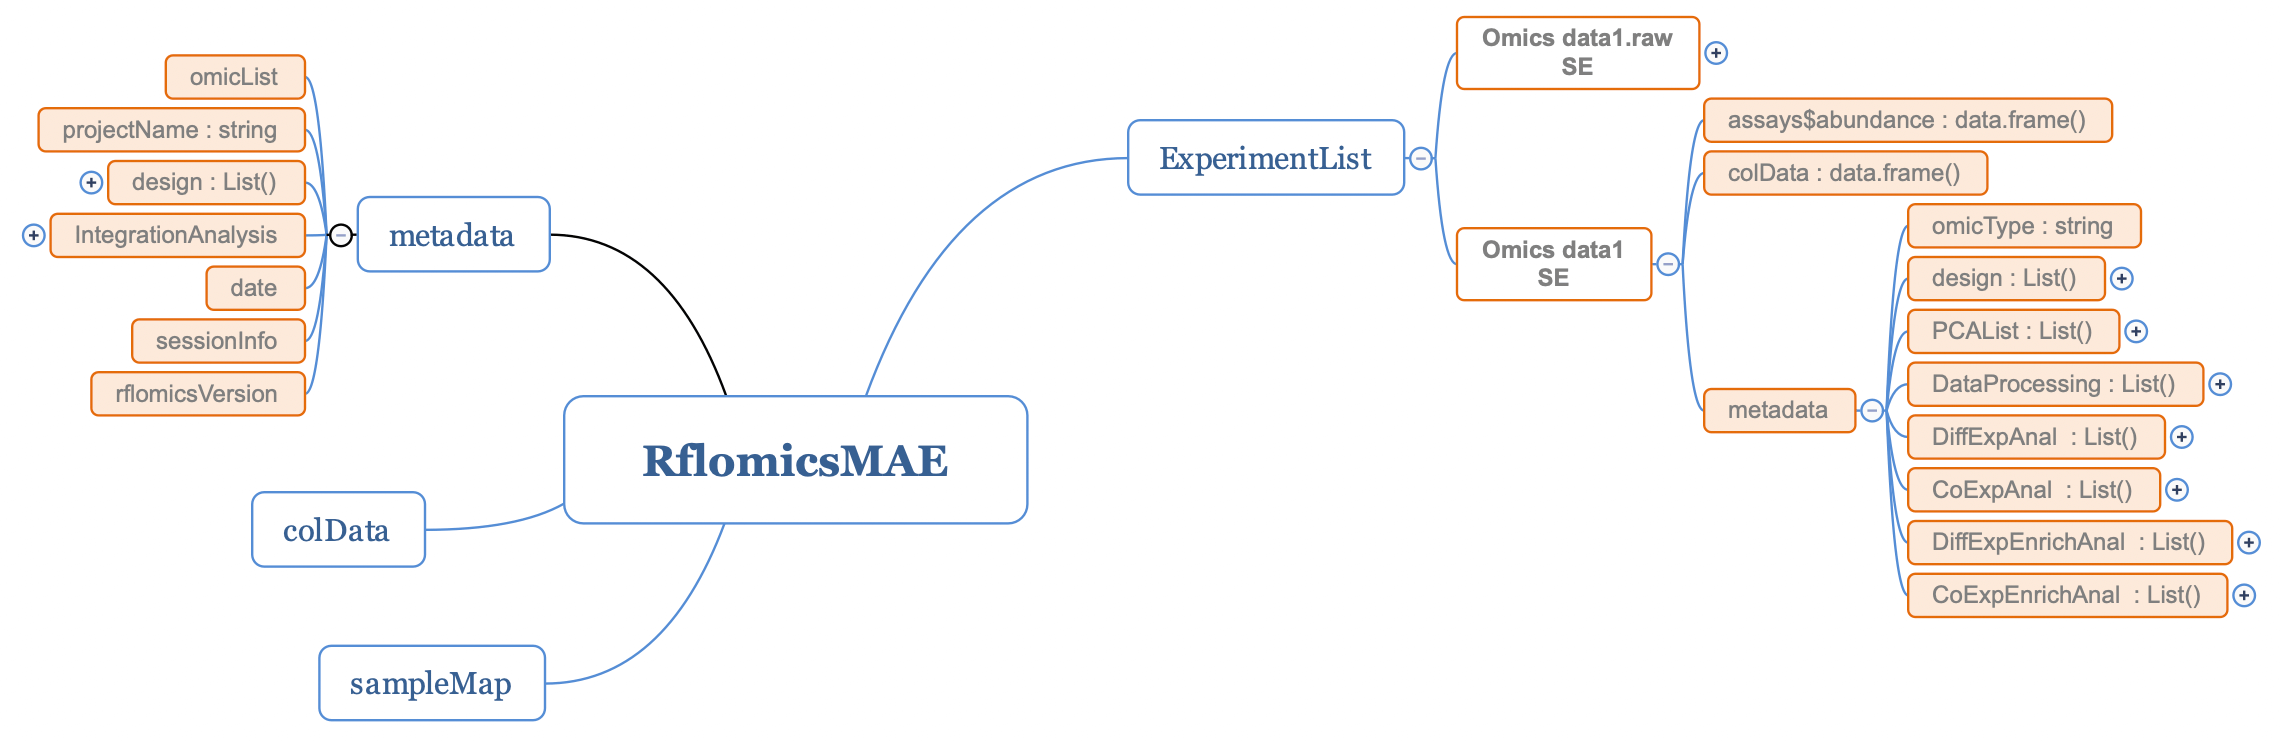 omicList
projectName : string
design : List()
IntegrationAnalysis
date
sessionInfo
rflomicsVersion
metadata
RflomicsMAE
colData
sampleMap
ExperimentList
Omics data1.raw
SE
Omics data1
SE
assays$abundance : data.frame()
colData : data.frame()
metadata
omicType : string
design : List()
PCAList : List()
DataProcessing : List()
DiffExpAnal  : List()
CoExpAnal  : List()
DiffExpEnrichAnal  : List()
CoExpEnrichAnal  : List()